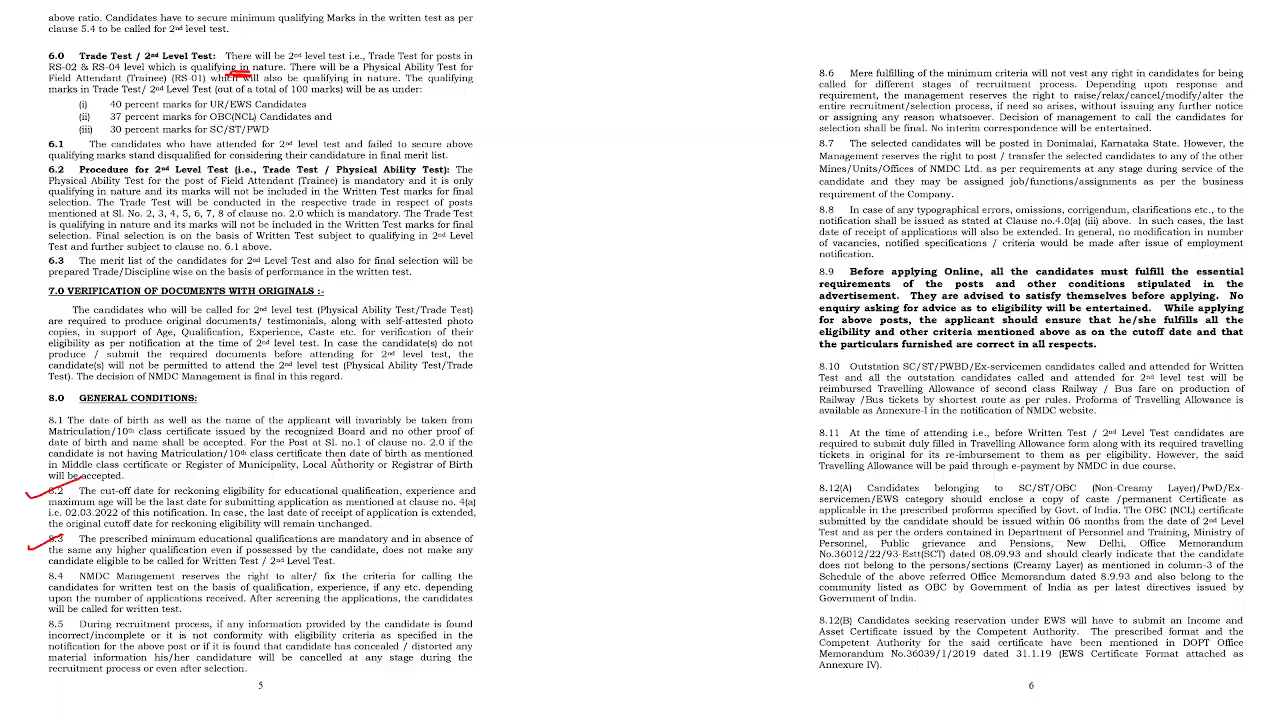 above ratio. Candidates have to secure minimum qualifying Marks in the written test as per
clause 5.4 to be called for 2nd level test.
6.0 Trade Test / 2nd Level Test: There will be 2nd level test i.e., Trade Test for posts in
RS-02 & RS-04 level which is qualifying in nature. There will be a Physical Ability Test for
Field Attendant (Trainee) (RS-01) which will also be qualifying in nature. The qualifying
marks in Trade Test/ 2nd Level Test (out of a total of 100 marks) will be as under:
(i) 40 percent marks for UR/EWS Candidates
(ii) 37 percent marks for OBC(NCL) Candidates and
(iii) 30 percent marks for SC/ST/PWD
6.1 The candidates who have attended for 2nd level test and failed to secure above
qualifying marks stand disqualified for considering their candidature in final merit list.
6.2 Procedure for 2nd Level Test (i.e., Trade Test / Physical Ability Test): The
Physical Ability Test for the post of Field Attendant (Trainee) is mandatory and it is only
qualifying in nature and its marks will not be included in the Written Test marks for final
selection. The Trade Test will be conducted in the respective trade in respect of posts
mentioned at Sl. No. 2, 3, 4, 5, 6, 7, 8 of clause no. 2.0 which is mandatory. The Trade Test
is qualifying in nature and its marks will not be included in the Written Test marks for final
selection. Final selection is on the basis of Written Test subject to qualifying in 2nd Level
Test and further subject to clause no. 6.1 above.
6.3 The merit list of the candidates for 2nd Level Test and also for final selection will be
prepared Trade/Discipline wise on the basis of performance in the written test.
7.0 VERIFICATION OF DOCUMENTS WITH ORIGINALS :-
The candidates who will be called for 2nd level test (Physical Ability Test/Trade Test)
are required to produce original documents/ testimonials, along with self-attested photo
copies, in support of Age, Qualification, Experience, Caste etc. for verification of their
eligibility as per notification at the time of 2nd level test. In case the candidate(s) do not
produce / submit the required documents before attending for 2nd level test, the
candidate(s) will not be permitted to attend the 2nd level test (Physical Ability Test/Trade
Test). The decision of NMDC Management is final in this regard.
8.0 GENERAL CONDITIONS:
8.1 The date of birth as well as the name of the applicant will invariably be taken from
Matriculation/10th class certificate issued by the recognized Board and no other proof of
date of birth and name shall be accepted. For the Post at Sl. no.1 of clause no. 2.0 if the
candidate is not having Matriculation/10th class certificate then date of birth as mentioned
in Middle class certificate or Register of Municipality, Local Authority or Registrar of Birth
will be accepted.
8.2 The cut-off date for reckoning eligibility for educational qualification, experience and
maximum age will be the last date for submitting application as mentioned at clause no. 4(a)
i.e. 02.03.2022 of this notification. In case, the last date of receipt of application is extended,
the original cutoff date for reckoning eligibility will remain unchanged.
8.3 The prescribed minimum educational qualifications are mandatory and in absence of
the same any higher qualification even if possessed by the candidate, does not make any
candidate eligible to be called for Written Test / 2nd Level Test.
8.4 NMDC Management reserves the right to alter/ fix the criteria for calling the
candidates for written test on the basis of qualification, experience, if any etc. depending
upon the number of applications received. After screening the applications, the candidates
will be called for written test.
8.5 During recruitment process, if any information provided by the candidate is found
incorrect/incomplete or it is not conformity with eligibility criteria as specified in the
notification for the above post or if it is found that candidate has concealed / distorted any
material information his/her candidature will be cancelled at any stage during the
recruitment process or even after selection.
5
8.6 Mere fulfilling of the minimum criteria will not vest any right in candidates for being
called for different stages of recruitment process. Depending upon response and
requirement, the management reserves the right to raise/relax/cancel/modify/alter the
entire recruitment/selection process, if need so arises, without issuing any further notice
or assigning any reason whatsoever. Decision of management to call the candidates for
selection shall be final. No interim correspondence will be entertained.
8.7 The selected candidates will be posted in Donimalai, Karnataka State. However, the
Management reserves the right to post / transfer the selected candidates to any of the other
Mines/Units/Offices of NMDC Ltd. as per requirements at any stage during service of the
candidate and they may be assigned job/functions/assignments as per the business
requirement of the Company.
8.8 In case of any typographical errors, omissions, corrigendum, clarifications etc., to the
notification shall be issued as stated at Clause no.4.0(a) (iii) above. In such cases, the last
date of receipt of applications will also be extended. In general, no modification in number
of vacancies, notified specifications / criteria would be made after issue of employment
notification.
8.9 Before applying Online, all the candidates must fulfill the essential
requirements of the posts and other conditions stipulated in the
advertisement. They are advised to satisfy themselves before applying. No
enquiry asking for advice as to eligibility will be entertained. While applying
for above posts, the applicant should ensure that he/she fulfills all the
eligibility and other criteria mentioned above as on the cutoff date and that
the particulars furnished are correct in all respects.
8.10 Outstation SC/ST/PWBD/Ex-servicemen candidates called and attended for Written
Test and all the outstation candidates called and attended for 2nd level test will be
reimbursed Travelling Allowance of second class Railway / Bus fare on production of
Railway /Bus tickets by shortest route as per rules. Proforma of Travelling Allowance is
available as Annexure-I in the notification of NMDC website.
8.11 At the time of attending i.e., before Written Test / 2nd Level Test candidates are
required to submit duly filled in Travelling Allowance form along with its required travelling
tickets in original for its re-imbursement to them as per eligibility. However, the said
Travelling Allowance will be paid through e-payment by NMDC in due course.
8.12(A) Candidates belonging to SC/ST/OBC (Non-Creamy Layer)/PwD/Ex-
servicemen/EWS category should enclose a copy of caste /permanent Certificate as
applicable in the prescribed proforma specified by Govt. of India. The OBC (NCL) certificate
submitted by the candidate should be issued within 06 months from the date of 2nd Level
Test and as per the orders contained in Department of Personnel and Training, Ministry of
Personnel, Public grievance and Pensions, New Delhi, Office Memorandum
No.36012/22/93-Estt(SCT) dated 08.09.93 and should clearly indicate that the candidate
does not belong to the persons/sections (Creamy Layer) as mentioned in column-3 of the
Schedule of the above referred Office Memorandum dated 8.9.93 and also belong to the
community listed as OBC by Government of India as per latest directives issued by
Government of India.
8.12(B) Candidates seeking reservation under EWS will have to submit an Income and
Asset Certificate issued by the Competent Authority. The prescribed format and the
Competent Authority for the said certificate have been mentioned in DOPT Office
Memorandum No.36039/1/2019 dated 31.1.19 (EWS Certificate Format attached as
Annexure IV).
6